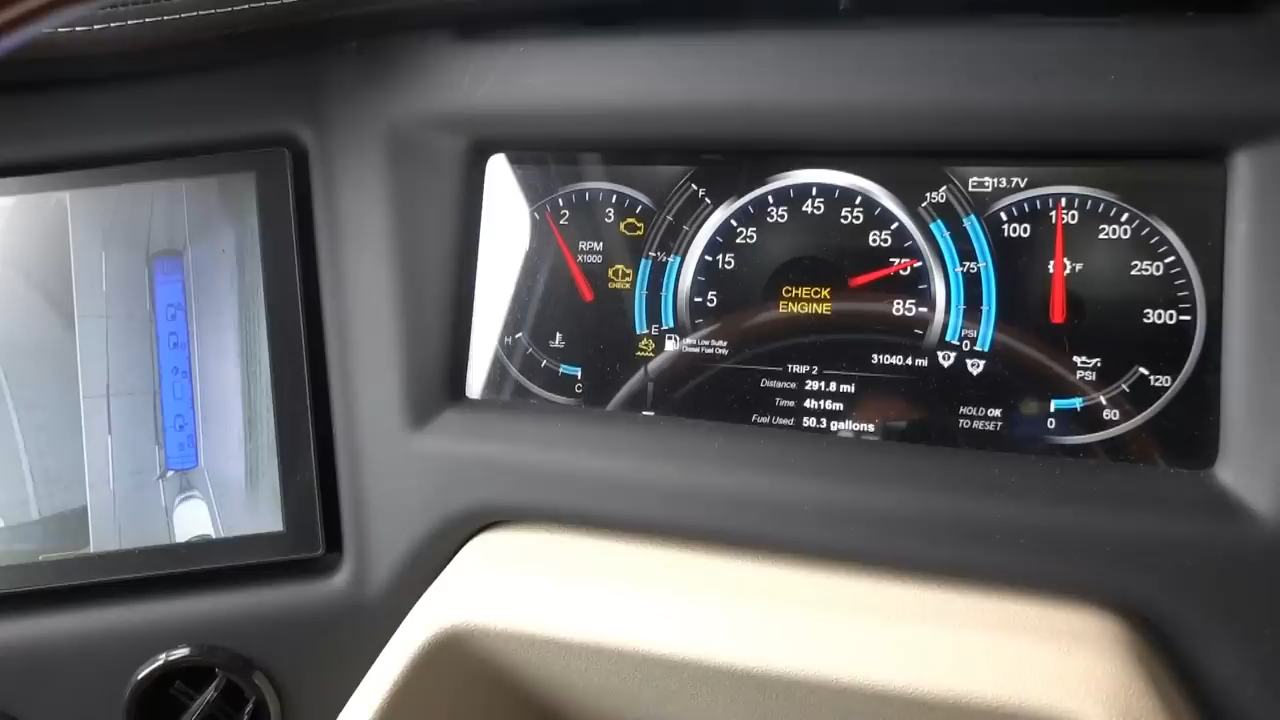 2
3
RPM
X1000
CHECK
H
C
F
½
E
Ultra Low Sulfur
Diesel Fuel Only
5
15
25
35
45
55
65
75
85
CHECK
ENGINE
31040.4 mi
TRIP 2
Distance: 291.8 mi
Time: 4h16m
Fuel Used: 50.3 gallons
150
75
PSI
0
1
2
HOLD OK
TO RESET
13.7V
100
150
200
250
300
°F
PSI
0
60
120